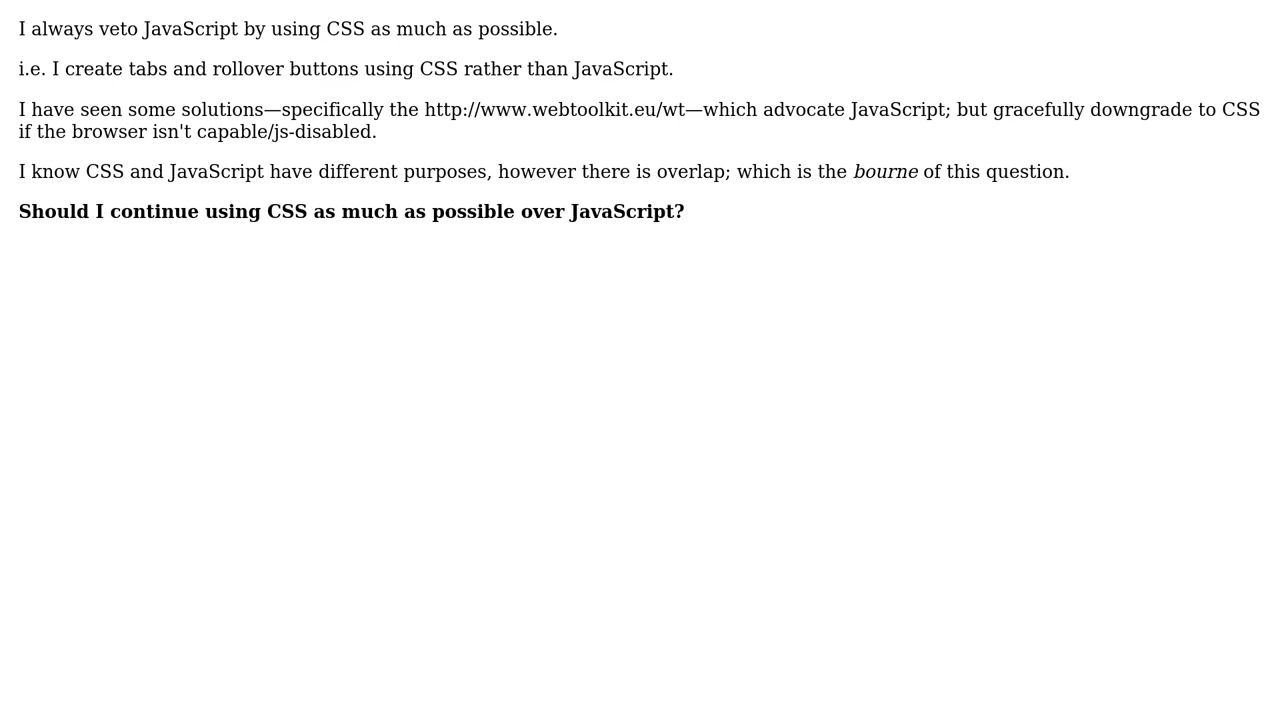 I always veto JavaScript by using CSS as much as possible.
i.e. I create tabs and rollover buttons using CSS rather than JavaScript.
I have seen some solutions—specifically the http://www.webtoolkit.eu/wt—which advocate JavaScript; but gracefully downgrade to CSS
if the browser isn't capable/js-disabled.
I know CSS and JavaScript have different purposes, however there is overlap; which is the bourne of this question.
Should I continue using CSS as much as possible over JavaScript?